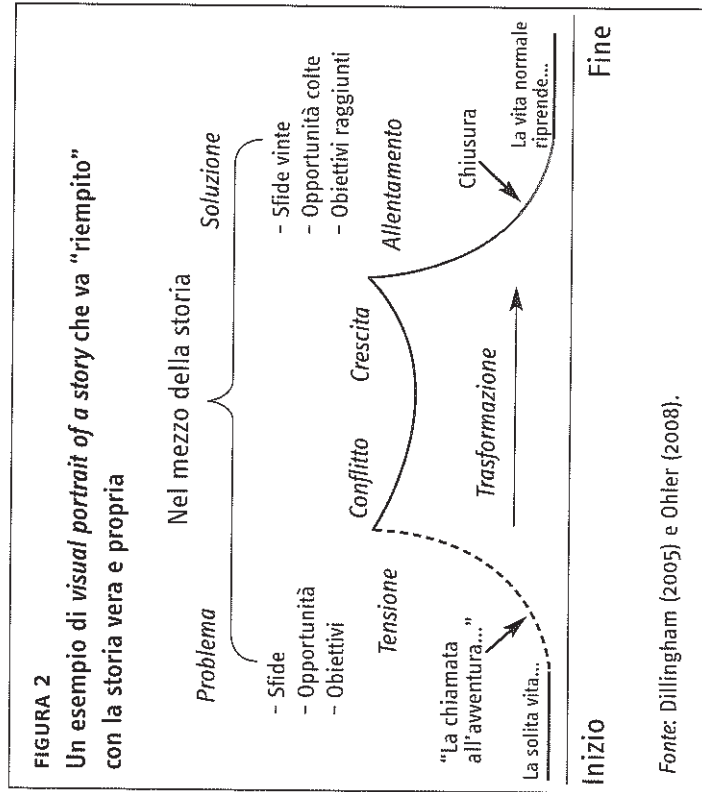 FIGURA 2
Un esempio di visual portrait of a story che va "riempito"
con la storia vera e propria
Nel mezzo della storia
Problema
– Sfide
– Opportunità
– Obiettivi
Soluzione
– Sfide vinte
– Opportunità colte
– Obiettivi raggiunti
Tensione
Conflitto
Crescita
Allentamento
"La chiamata
all'avventura..."
Trasformazione
Chiusura
La solita vita...
La vita normale
riprende...
Inizio
Fine
Fonte: Dillingham (2005) e Ohler (2008).